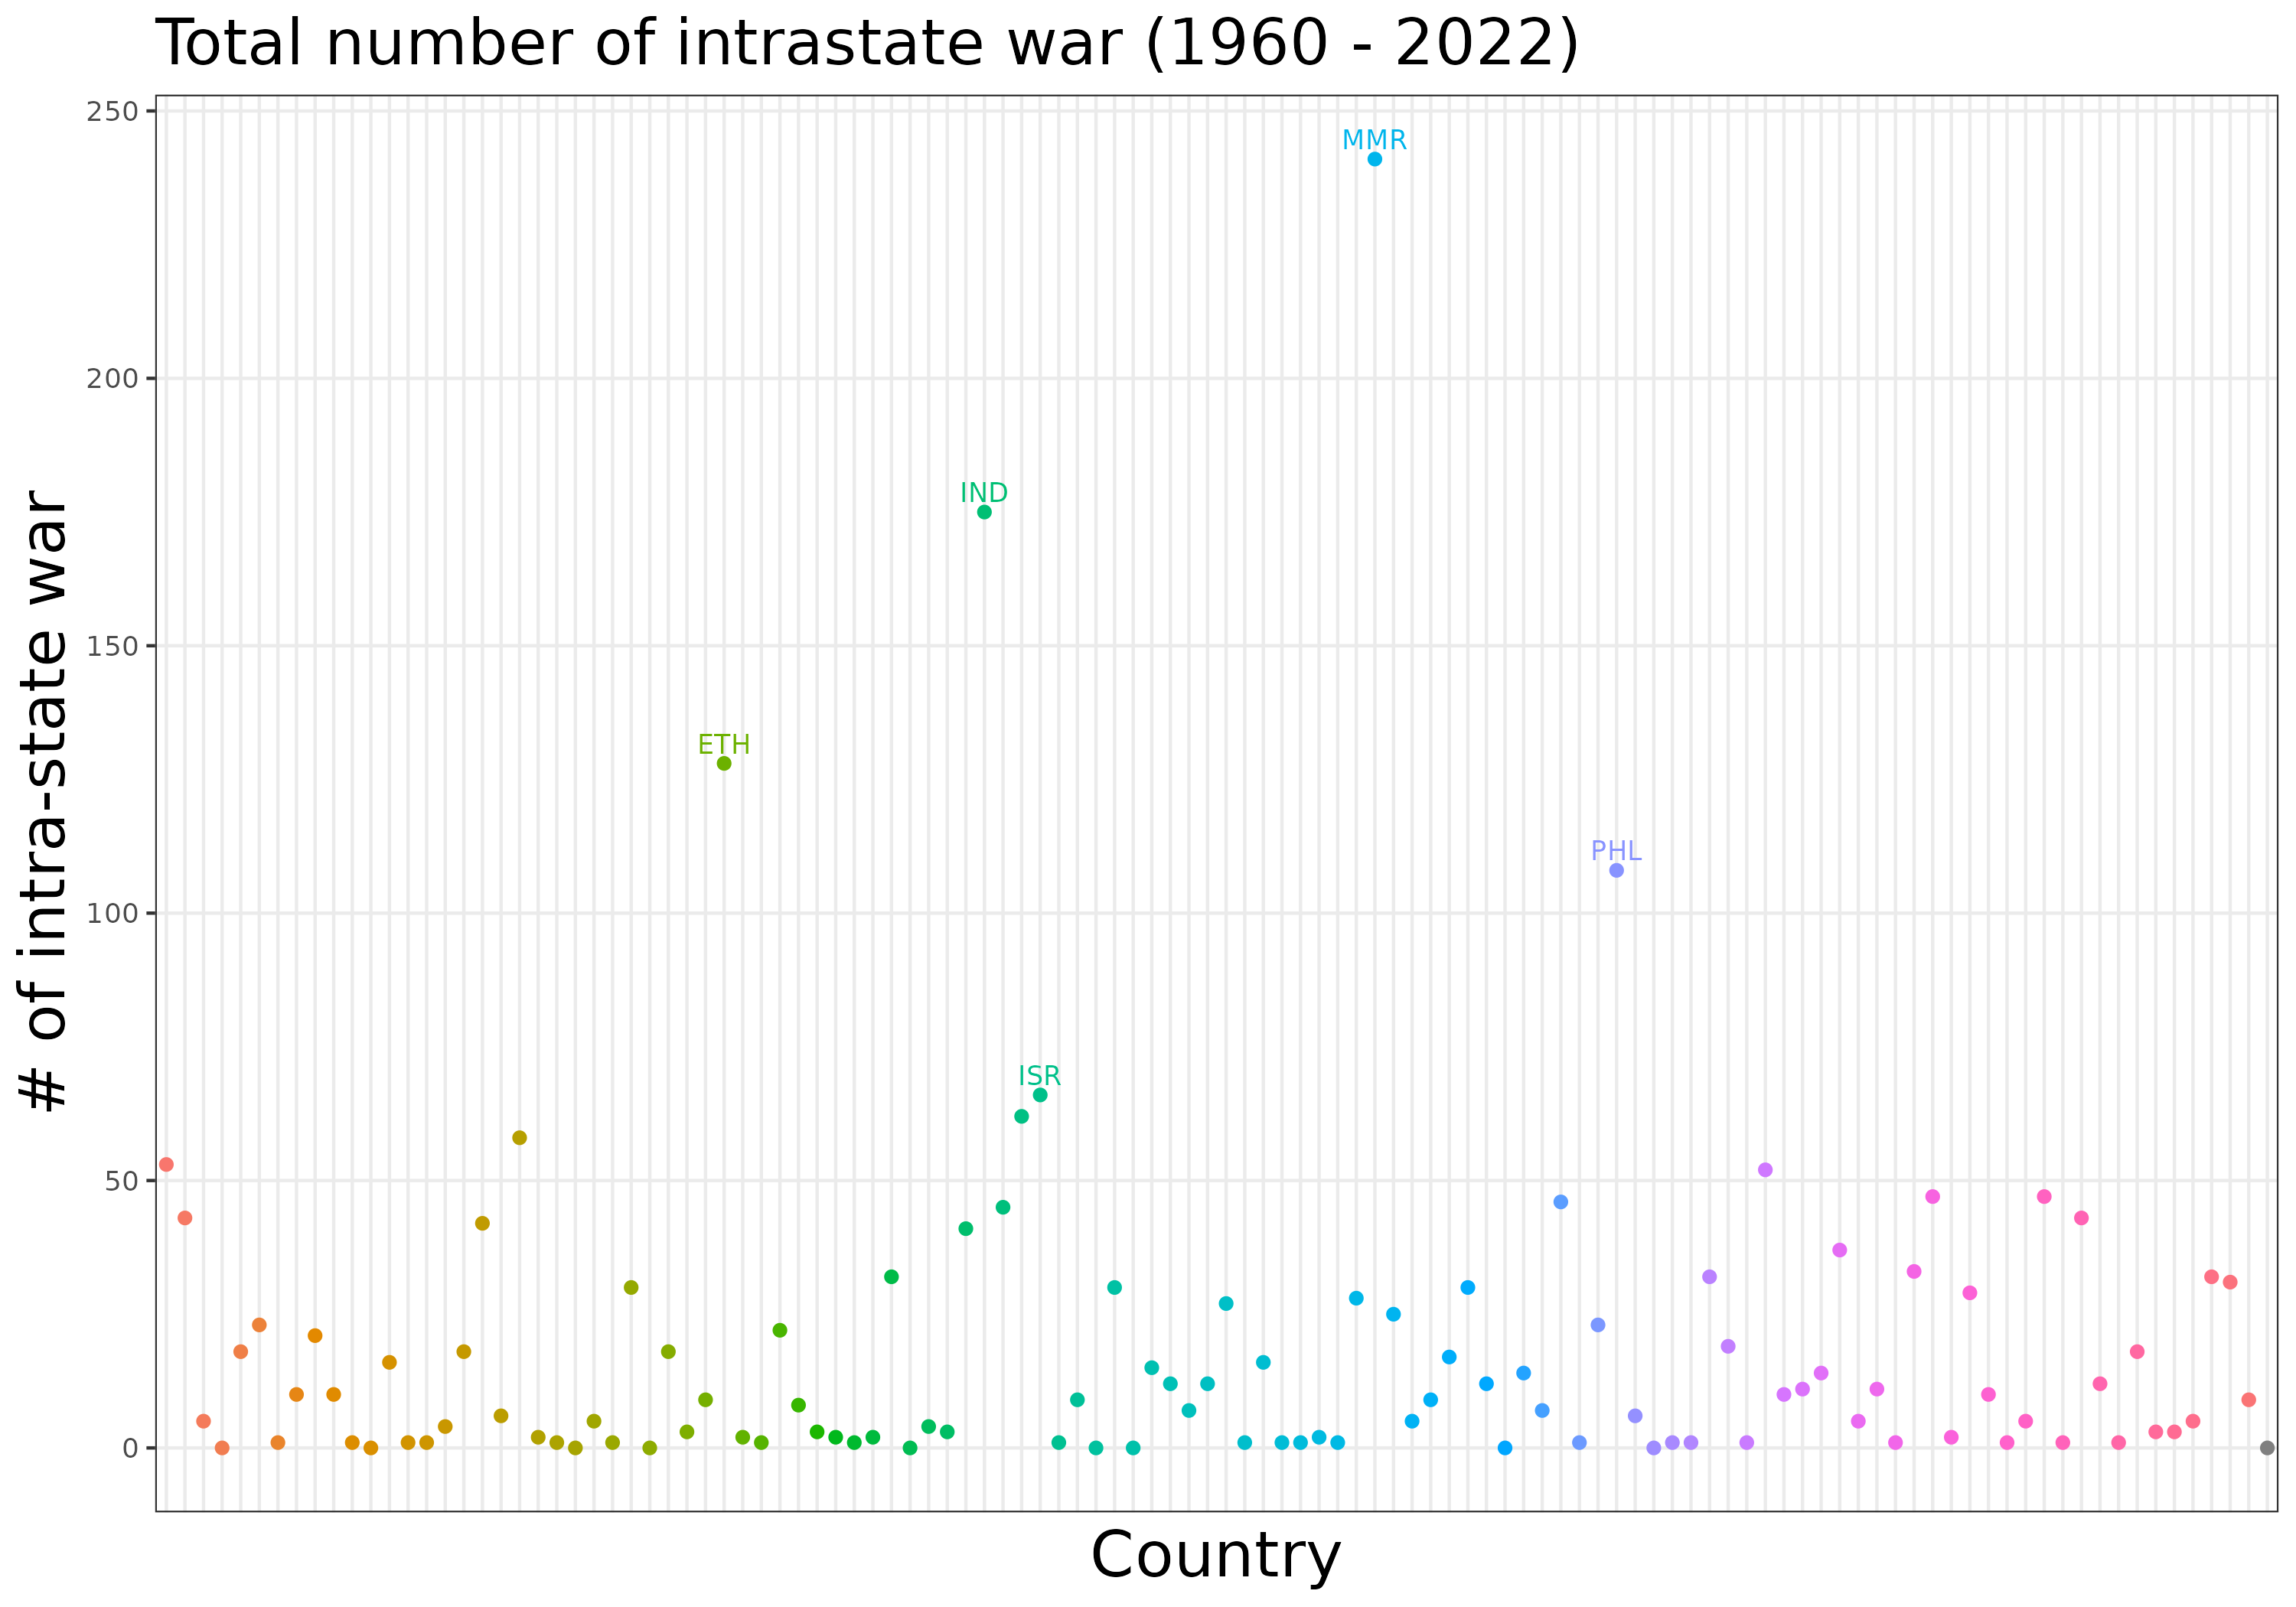 Total number of intrastate war (1960 - 2022)
# of intra-state war
250
200
150
100
50
0
MMR
IND
ETH
PHL
ISR
Country